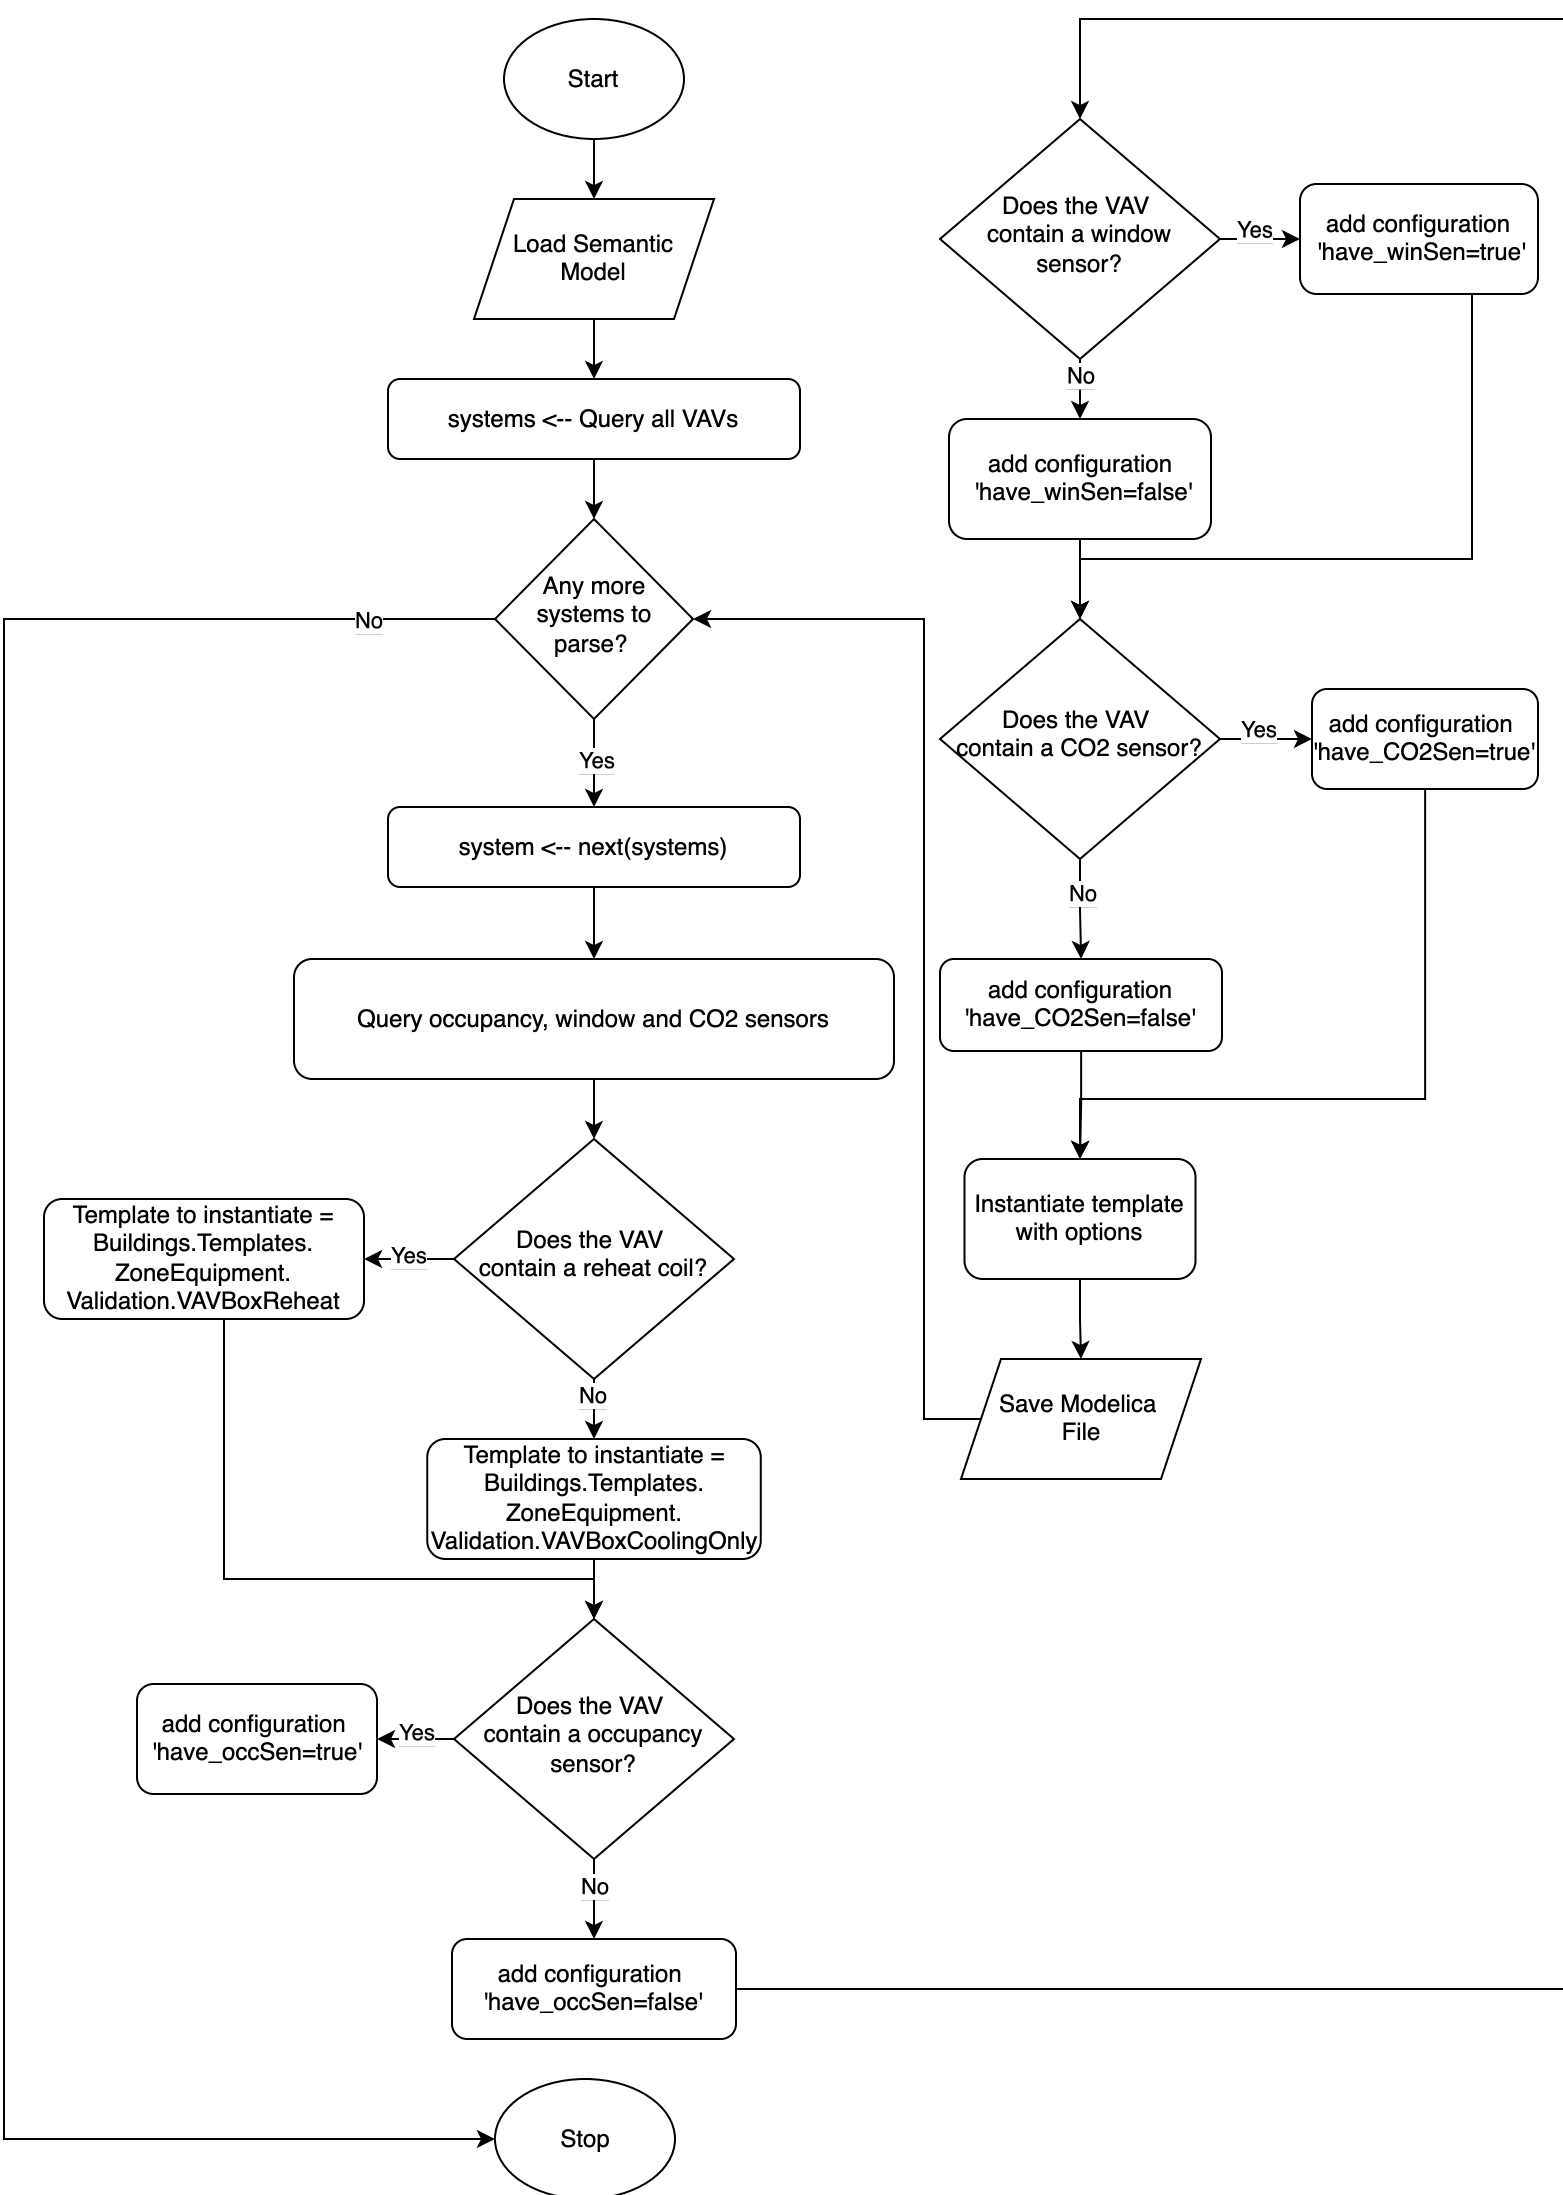 Start
Load Semantic
Model
systems <-- Query all VAVs
Any more
systems to
parse?
No
Yes
system <-- next(systems)
Query occupancy, window and CO2 sensors
Does the VAV
contain a reheat coil?
Yes
Template to instantiate =
Buildings.Templates.
ZoneEquipment.
Validation.VAVBoxReheat
No
Template to instantiate =
Buildings.Templates.
ZoneEquipment.
Validation.VAVBoxCoolingOnly
Does the VAV
contain a occupancy
sensor?
Yes
add configuration
'have_occSen=true'
No
add configuration
'have_occSen=false'
Stop
Does the VAV
contain a window
sensor?
Yes
add configuration
'have_winSen=true'
No
add configuration
'have_winSen=false'
Does the VAV
contain a CO2 sensor?
Yes
add configuration
'have_CO2Sen=true'
No
add configuration
'have_CO2Sen=false'
Instantiate template
with options
Save Modelica
File